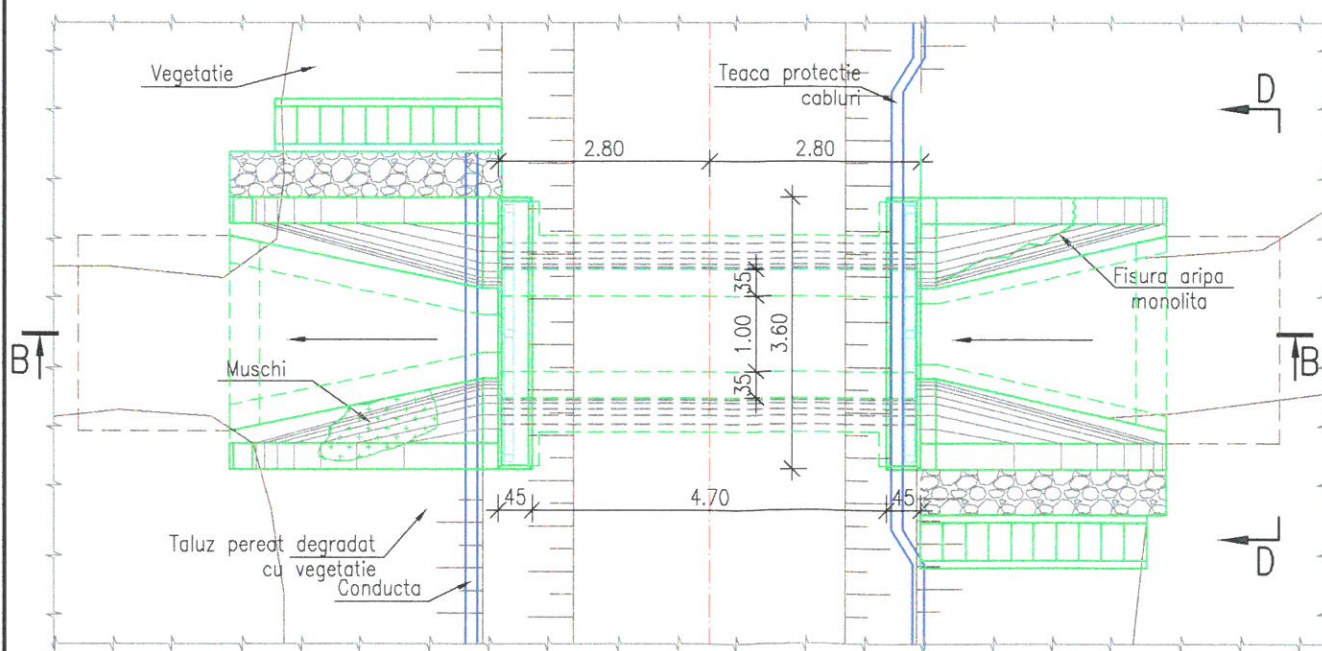 Vegetatie
Teaca protectie
cabluri
D
2.80
2.80
35
1.00
3.60
35
Fisura aripa
monolita
B
B
Muschi
45
4.70
45
Taluz pereat degradat
cu vegetatie
Conducta
D